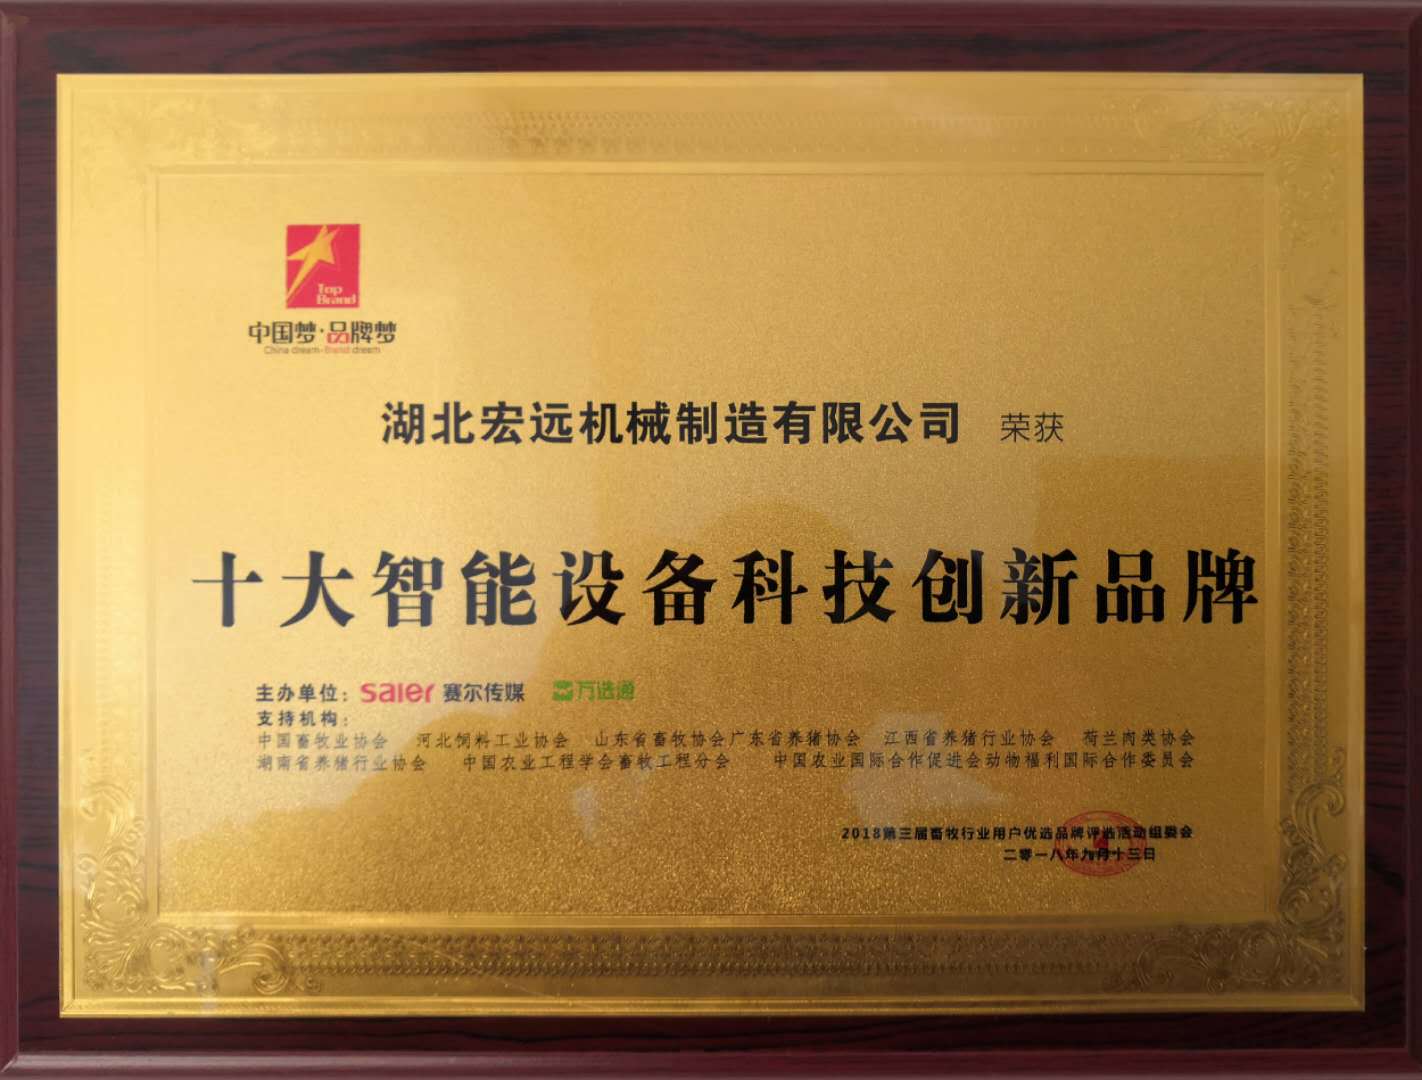 Top
Brand
中国梦·品牌梦
China dream-Brand dream
湖北宏远机械制造有限公司 荣获
十大智能设备科技创新品牌
主办单位：saier 赛尔传媒 万选通
支持机构：
中国畜牧业协会 河北饲料工业协会 山东省畜牧协会 广东省养猪协会 江西省养猪行业协会 荷兰肉类协会
湖南省养猪行业协会 中国农业工程学会畜牧工程分会 中国农业国际合作促进会动物福利国际合作委员会
2018第三届畜牧行业用户优选品牌评选活动组委会
二零一八年九月十三日